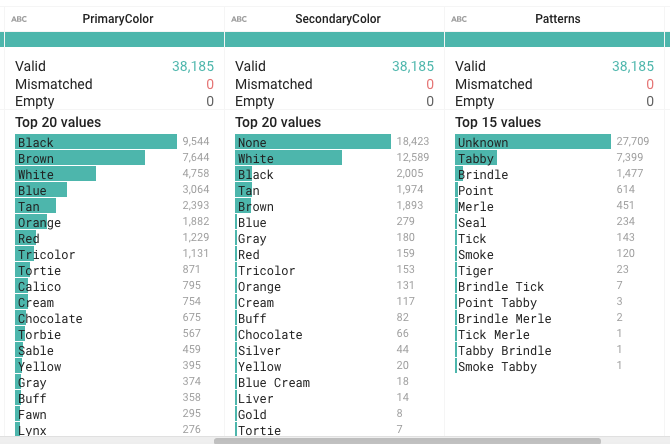 ABC PrimaryColor ABC SecondaryColor ABC Patterns
Valid 38,185 Valid 38,185 Valid 38,185
Mismatched 0 Mismatched 0 Mismatched 0
Empty 0 Empty 0 Empty 0
Top 20 values Top 20 values Top 15 values
Black 9,544 None 18,423 Unknown 27,709
Brown 7,644 White 12,589 Tabby 7,399
White 4,758 Black 2,005 Brindle 1,477
Blue 3,064 Tan 1,974 Point 614
Tan 2,393 Brown 1,893 Merle 451
Orange 1,882 Blue 279 Seal 234
Red 1,229 Gray 180 Tick 143
Tricolor 1,131 Red 159 Smoke 120
Tortie 871 Tricolor 153 Tiger 23
Calico 795 Orange 131 Brindle Tick 7
Cream 754 Cream 117 Point Tabby 3
Chocolate 675 Buff 82 Brindle Merle 2
Torbie 567 Chocolate 66 Tick Merle 1
Sable 459 Silver 44 Tabby Brindle 1
Yellow 395 Yellow 20 Smoke Tabby 1
Gray 374 Blue Cream 18
Buff 358 Liver 14
Fawn 295 Gold 8
Lynx 276 Tortie 7